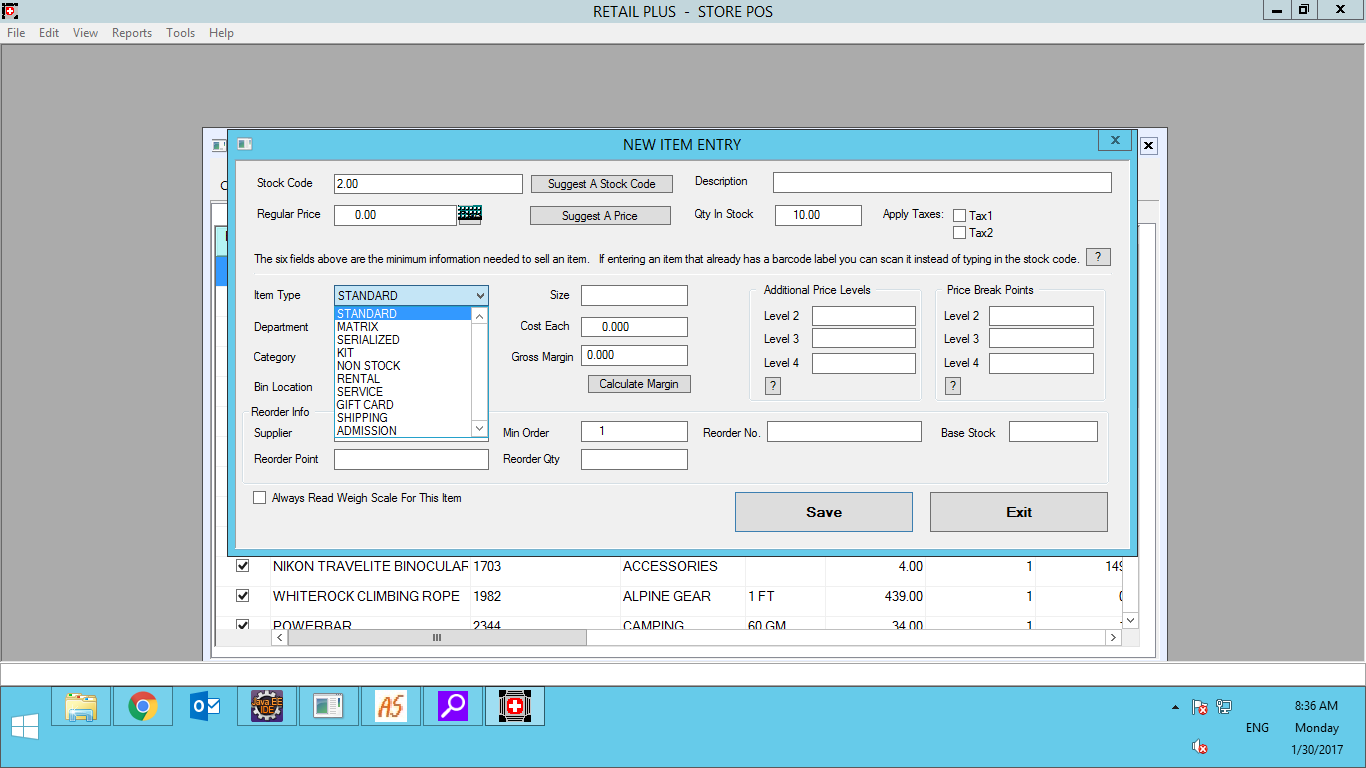 RETAIL PLUS - STORE POS
File Edit View Reports Tools Help
NEW ITEM ENTRY
Stock Code 2.00 Suggest A Stock Code Description
Regular Price 0.00 Suggest A Price Qty In Stock 10.00 Apply Taxes: Tax1
Tax2
The six fields above are the minimum information needed to sell an item. If entering an item that already has a barcode label you can scan it instead of typing in the stock code. ?
Item Type STANDARD Size Additional Price Levels Price Break Points
STANDARD
MATRIX
SERIALIZED
KIT
NON STOCK
RENTAL
SERVICE
GIFT CARD
SHIPPING
ADMISSION
Department Cost Each 0.000 Level 2 Level 2
Category Gross Margin 0.000 Level 3 Level 3
Bin Location Calculate Margin Level 4 Level 4
? ?
Reorder Info
Supplier Min Order 1 Reorder No. Base Stock
Reorder Point Reorder Qty
Always Read Weigh Scale For This Item
Save Exit
NIKON TRAVELITE BINOCULAR 1703 ACCESSORIES 4.00 1 149
WHITEROCK CLIMBING ROPE 1982 ALPINE GEAR 1 FT 439.00 1
POWERBAR 2344 CAMPING 60 GM 34.00 1
Java EE
IDE
AS
8:36 AM
ENG Monday
1/30/2017